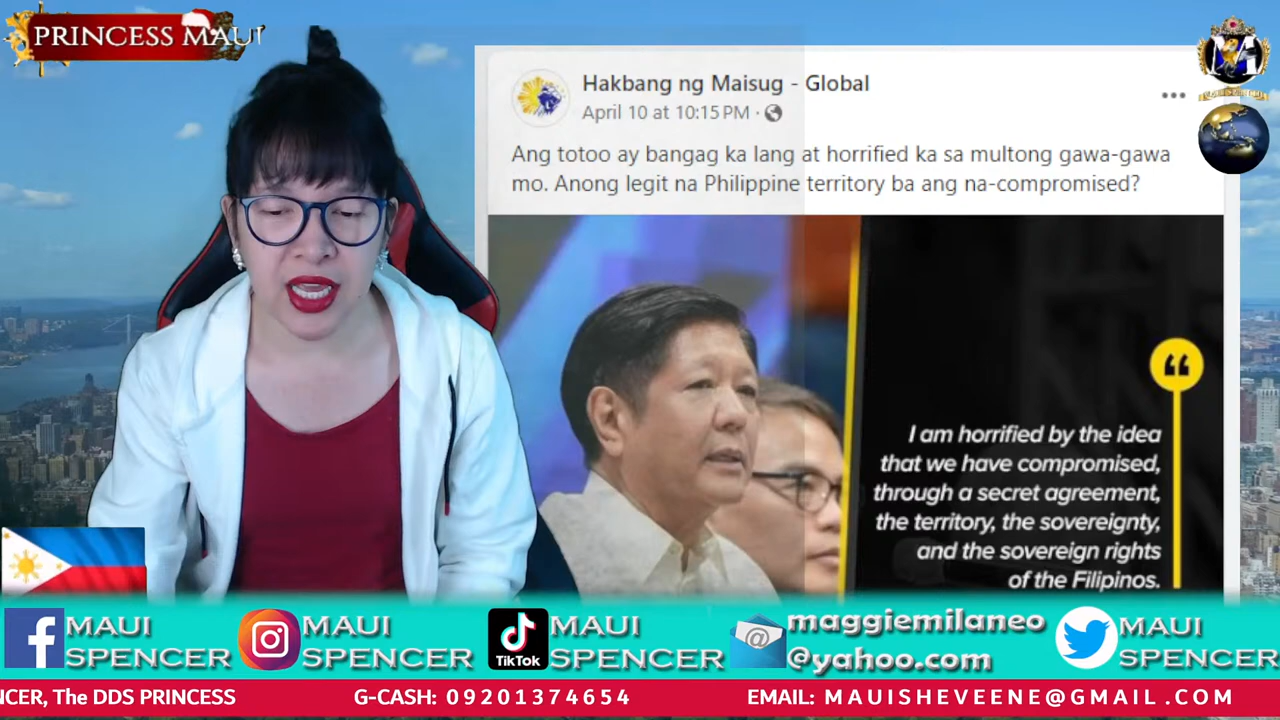 PRINCESS MAUI
Hakbang ng Maisug - Global
April 10 at 10:15 PM ·
Ang totoo ay bangag ka lang at horrified ka sa multong gawa-gawa
mo. Anong legit na Philippine territory ba ang na-compromised?
“
I am horrified by the idea
that we have compromised,
through a secret agreement,
the territory, the sovereignty,
and the sovereign rights
of the Filipinos.
MAUI
SPENCER
MAUI
SPENCER
TikTok
MAUI
SPENCER
maggiemilaneo
@yahoo.com
MAUI
SPENCER
NCER, The DDS PRINCESS G-CASH: 09201374654 EMAIL: MAUISHEVEENE@GMAIL.COM